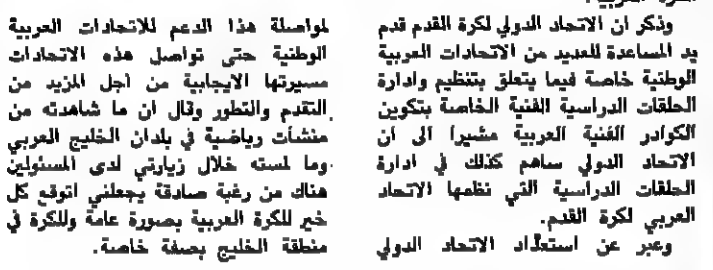 وذكر ان الاتحاد الدولي لكرة القدم قدم
يد المساعدة للعديد من الاتحادات العربية
الوطنية خاصة فيما يتعلق بتنظيم وادارة
الحلقات الدراسية الفنية الخاصة بتكوين
الكوادر الفنية العربية مشيرا الى ان
الاتحاد الدولي ساهم كذلك في ادارة
الحلقات الدراسية التي نظمها الاتحاد
العربي لكرة القدم.
وعبر عن استعداد الاتحاد الدولي
لمواصلة هذا الدعم للاتحادات العربية
الوطنية حتى تواصل هذه الاتحادات
مسيرتها الايجابية من اجل المزيد من
التقدم والتطور وقال ان ما شاهدته من
منشآت رياضية في بلدان الخليج العربي
وما لمسته خلال زيارتي لدى المسئولين
هناك من رغبة صادقة يجعلني اتوقع كل
خير للكرة العربية بصورة عامة وللكرة في
منطقة الخليج بصفة خاصة.